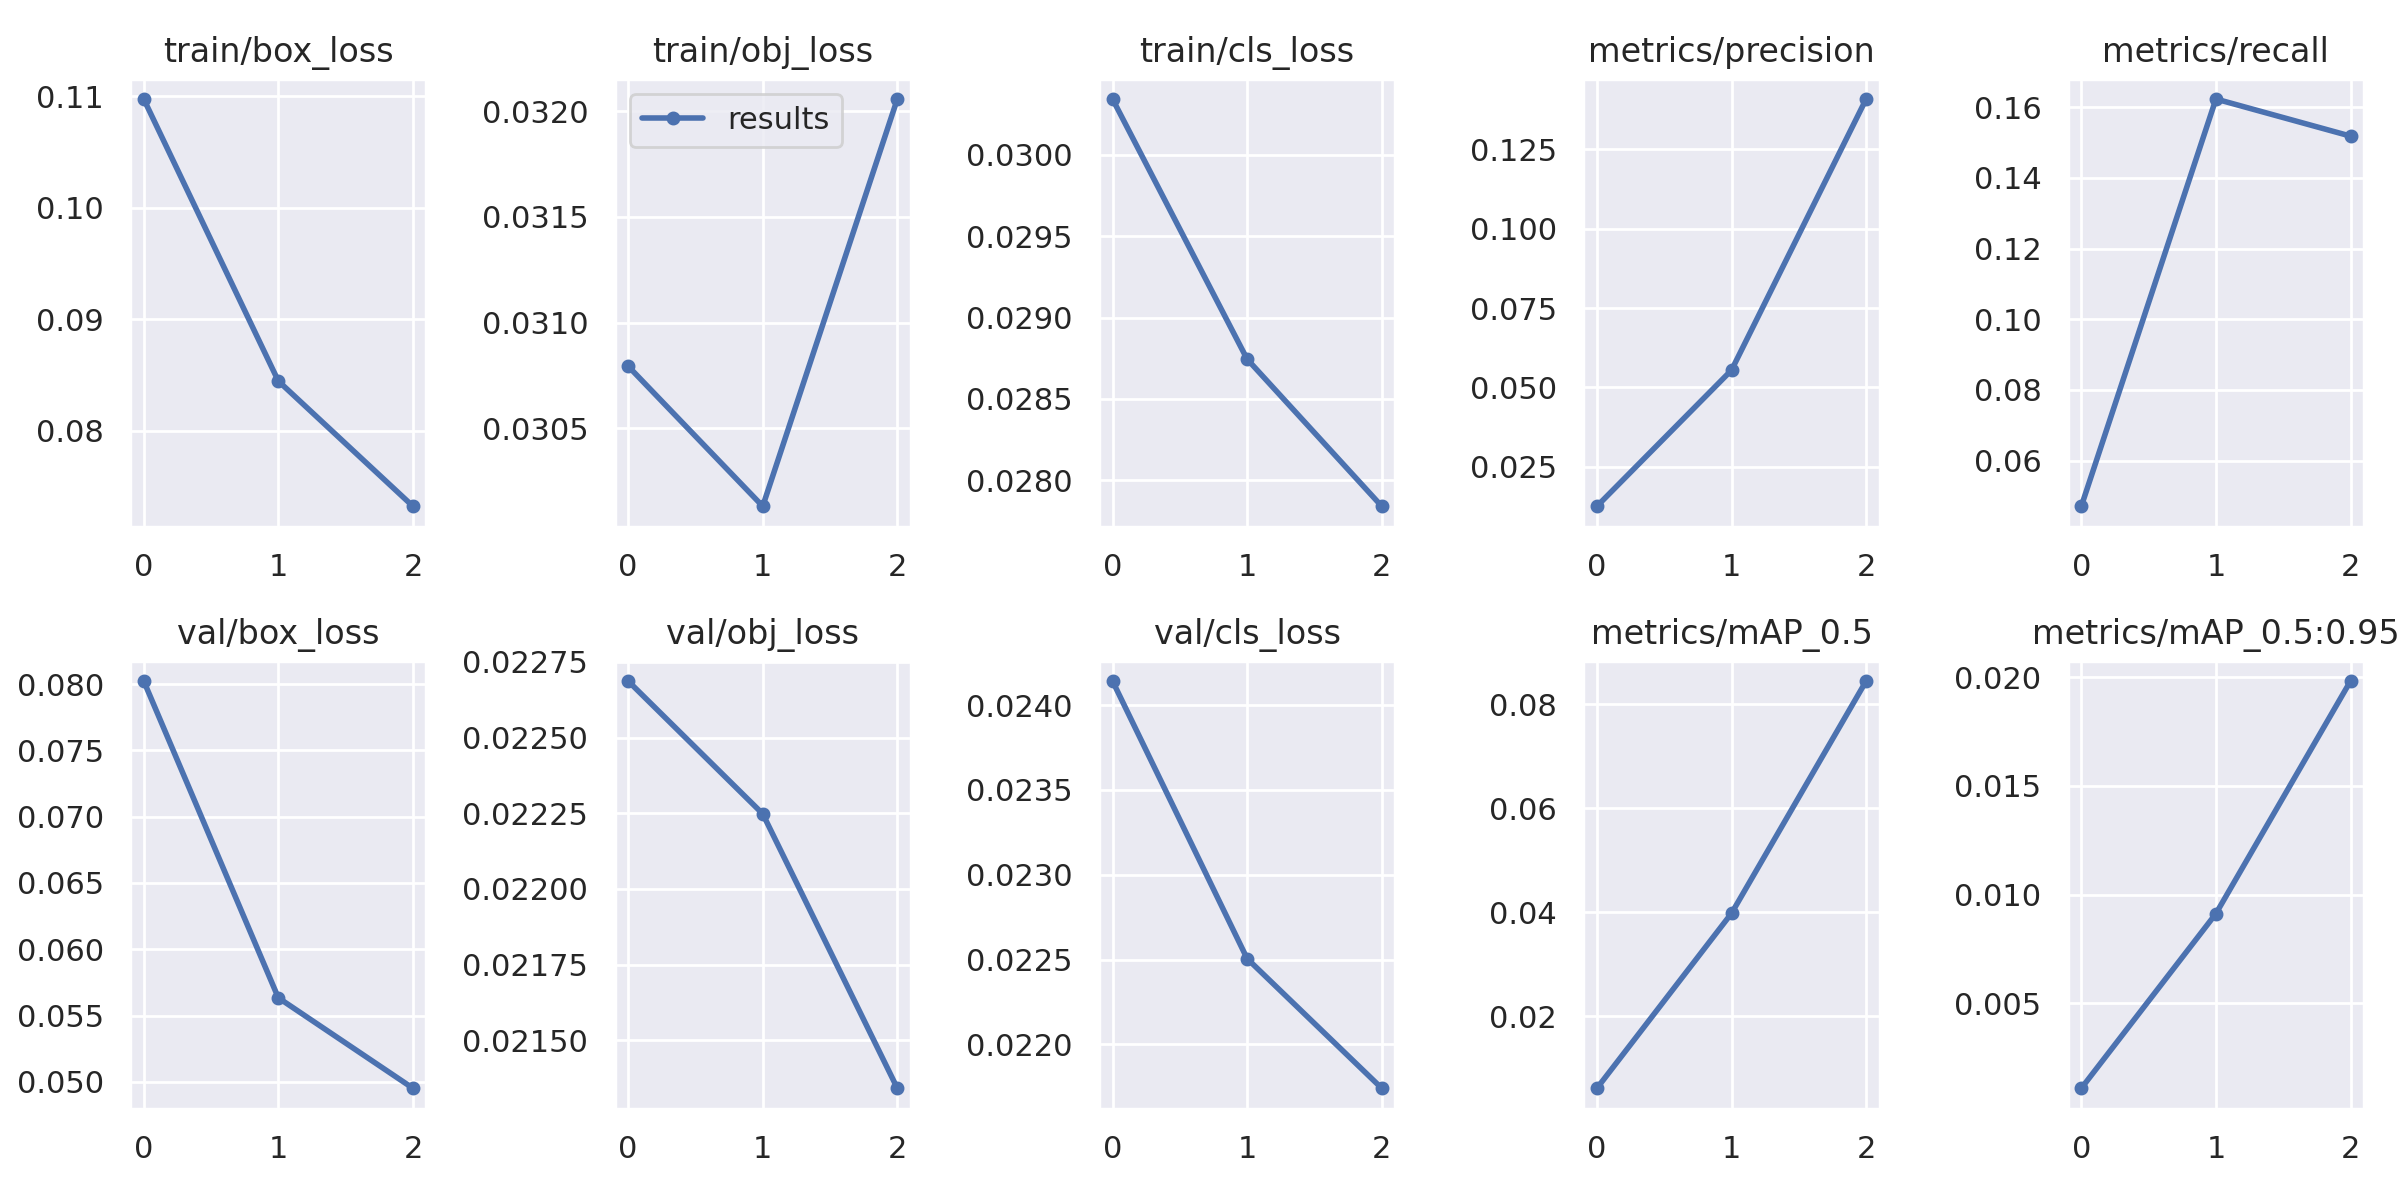 train/box_loss
0.11
0.10
0.09
0.08
0 1 2
train/obj_loss
results
0.0320
0.0315
0.0310
0.0305
0 1 2
train/cls_loss
0.0300
0.0295
0.0290
0.0285
0.0280
0 1 2
metrics/precision
0.125
0.100
0.075
0.050
0.025
0 1 2
metrics/recall
0.16
0.14
0.12
0.10
0.08
0.06
0 1 2
val/box_loss
0.080
0.075
0.070
0.065
0.060
0.055
0.050
0 1 2
val/obj_loss
0.02275
0.02250
0.02225
0.02200
0.02175
0.02150
0 1 2
val/cls_loss
0.0240
0.0235
0.0230
0.0225
0.0220
0 1 2
metrics/mAP_0.5
0.08
0.06
0.04
0.02
0 1 2
metrics/mAP_0.5:0.95
0.020
0.015
0.010
0.005
0 1 2